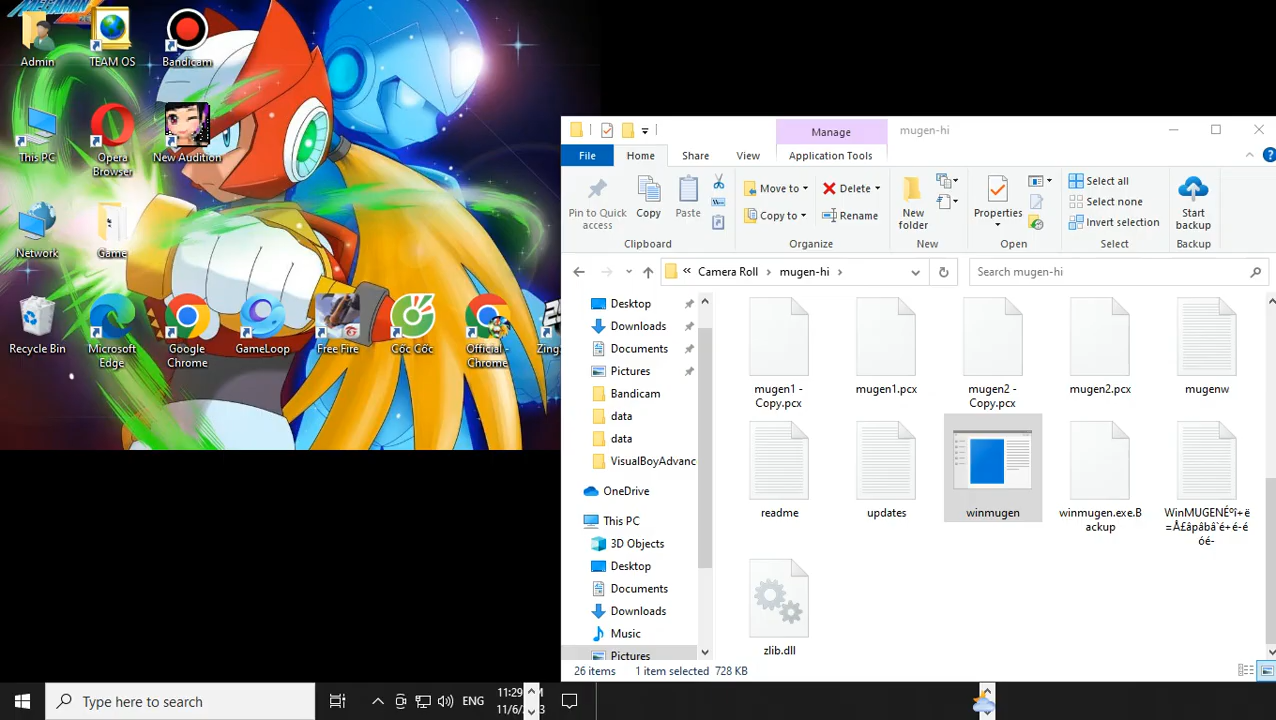 Admin
TEAM OS
Bandicam
This PC
Opera
Browser
New Audition
Network
Game
Recycle Bin
Microsoft
Edge
Google
Chrome
GameLoop
Free Fire
Cốc Cốc
Official -
Chrome
Zing
Manage
mugen-hi
File
Home
Share
View
Application Tools
Pin to Quick
access
Copy
Paste
Clipboard
Move to
Copy to
Delete
Rename
Organize
New
folder
New
Properties
Open
Select all
Select none
Invert selection
Select
Start
backup
Backup
« Camera Roll > mugen-hi >
Search mugen-hi
Desktop
Downloads
Documents
Pictures
Bandicam
data
data
VisualBoyAdvanc
OneDrive
This PC
3D Objects
Desktop
Documents
Downloads
Music
Pictures
mugen1 -
Copy.pcx
mugen1.pcx
mugen2 -
Copy.pcx
mugen2.pcx
mugenw
readme
updates
winmugen
winmugen.exe.B
ackup
zlib.dll
26 items
1 item selected 728 KB
Type here to search
ENG
11:29
11/6/